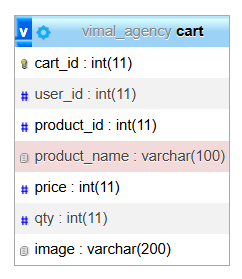 v vimal_agency cart
cart_id : int(11)
# user_id : int(11)
# product_id : int(11)
product_name : varchar(100)
# price : int(11)
# qty : int(11)
image : varchar(200)